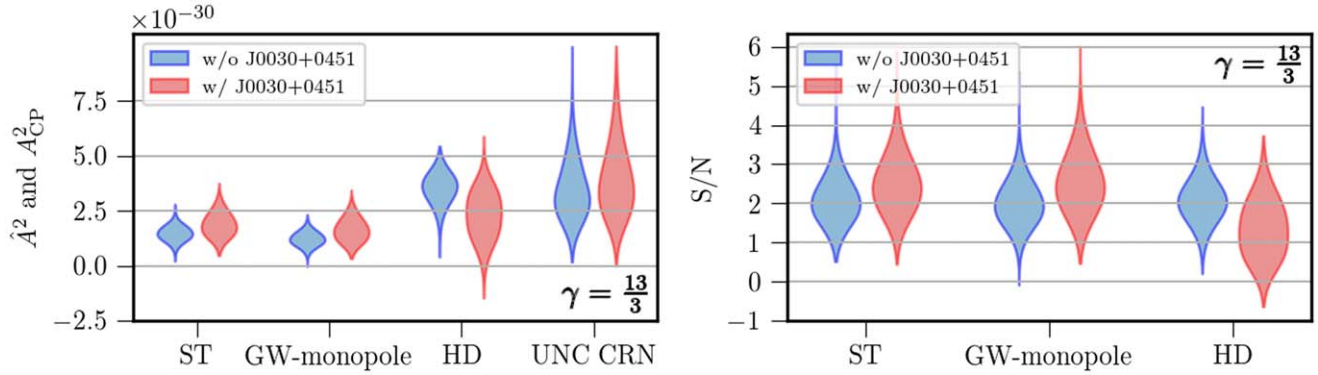 ×10⁻³⁰
Â² and A²_CP
7.5
5.0
2.5
0.0
−2.5
w/o J0030+0451
w/ J0030+0451
γ = 13/3
ST GW-monopole HD UNC CRN
S/N
6
5
4
3
2
1
0
−1
w/o J0030+0451
w/ J0030+0451
γ = 13/3
ST GW-monopole HD